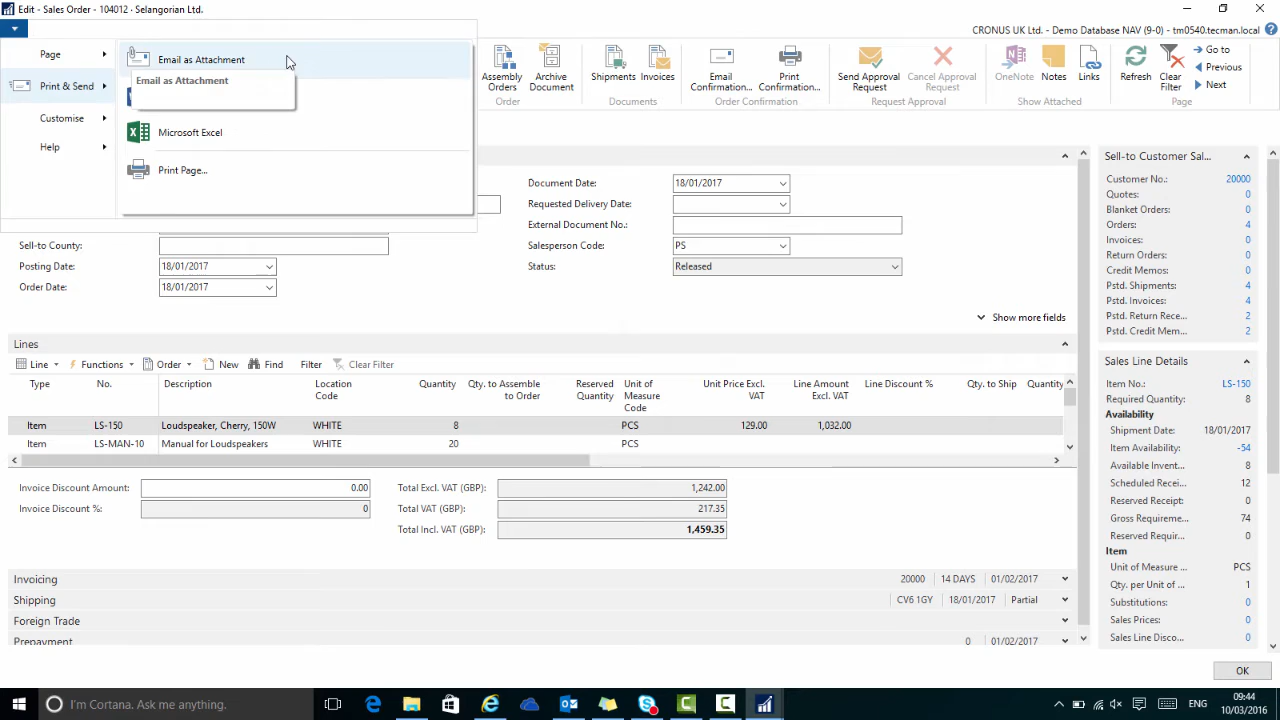 Edit - Sales Order - 104012 · Selangorian Ltd.
CRONUS UK Ltd. - Demo Database NAV (9-0) - tm0540.tecman.local
Page
Print & Send
Customise
Help
Email as Attachment
Email as Attachment
Microsoft Excel
Print Page...
Assembly Orders
Archive Document
Order
Shipments
Invoices
Documents
Email Confirmation...
Print Confirmation...
Order Confirmation
Send Approval Request
Cancel Approval Request
Request Approval
OneNote
Notes
Links
Show Attached
Refresh
Clear Filter
Go to
Previous
Next
Page
Document Date: 18/01/2017
Requested Delivery Date:
External Document No.:
Sell-to County:
Salesperson Code: PS
Posting Date: 18/01/2017
Status: Released
Order Date: 18/01/2017
Show more fields
Lines
Line Functions Order New Find Filter Clear Filter
Type No. Description Location Code Quantity Qty. to Assemble to Order Reserved Quantity Unit of Measure Code Unit Price Excl. VAT Line Amount Excl. VAT Line Discount % Qty. to Ship Quantity
Item LS-150 Loudspeaker, Cherry, 150W WHITE 8 PCS 129.00 1,032.00
Item LS-MAN-10 Manual for Loudspeakers WHITE 20 PCS
Invoice Discount Amount: 0.00 Total Excl. VAT (GBP): 1,242.00
Invoice Discount %: 0 Total VAT (GBP): 217.35
Total Incl. VAT (GBP): 1,459.35
Invoicing 20000 14 DAYS 01/02/2017
Shipping CV6 1GY 18/01/2017 Partial
Foreign Trade
Prepayment 0 01/02/2017
Sell-to Customer Sal...
Customer No.: 20000
Quotes: 0
Blanket Orders: 0
Orders: 4
Invoices: 0
Return Orders: 0
Credit Memos: 0
Pstd. Shipments: 4
Pstd. Invoices: 4
Pstd. Return Rece... 2
Pstd. Credit Mem... 2
Sales Line Details
Item No.: LS-150
Required Quantity: 8
Availability
Shipment Date: 18/01/2017
Item Availability: -54
Available Invent... 8
Scheduled Recei... 12
Reserved Receipt: 0
Gross Requireme... 74
Reserved Requir... 0
Item
Unit of Measure ... PCS
Qty. per Unit of ... 1
Substitutions: 0
Sales Prices: 0
Sales Line Disco... 0
OK
I'm Cortana. Ask me anything.
ENG
09:44
10/03/2016